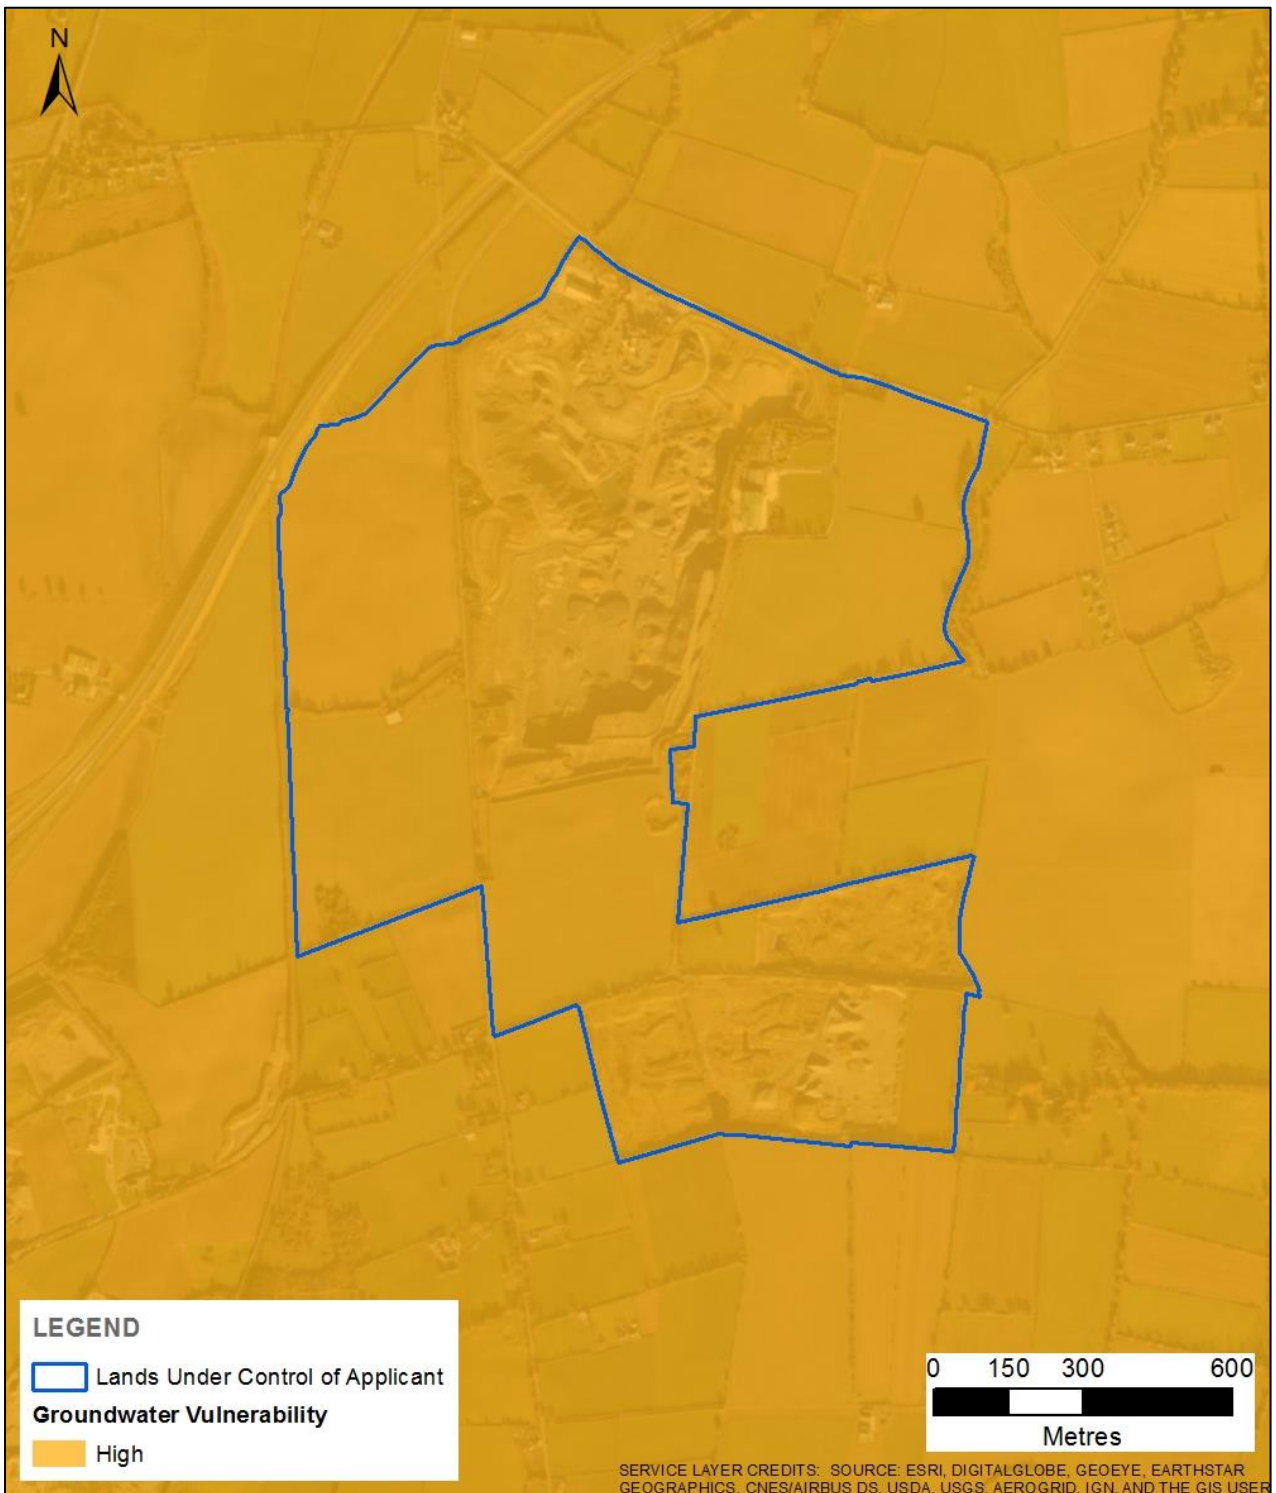 N
LEGEND
Lands Under Control of Applicant
Groundwater Vulnerability
High
0 150 300 600
Metres
SERVICE LAYER CREDITS: SOURCE: ESRI, DIGITALGLOBE, GEOEYE, EARTHSTAR
GEOGRAPHICS, CNES/AIRBUS DS, USDA, USGS, AEROGRID, IGN, AND THE GIS USER